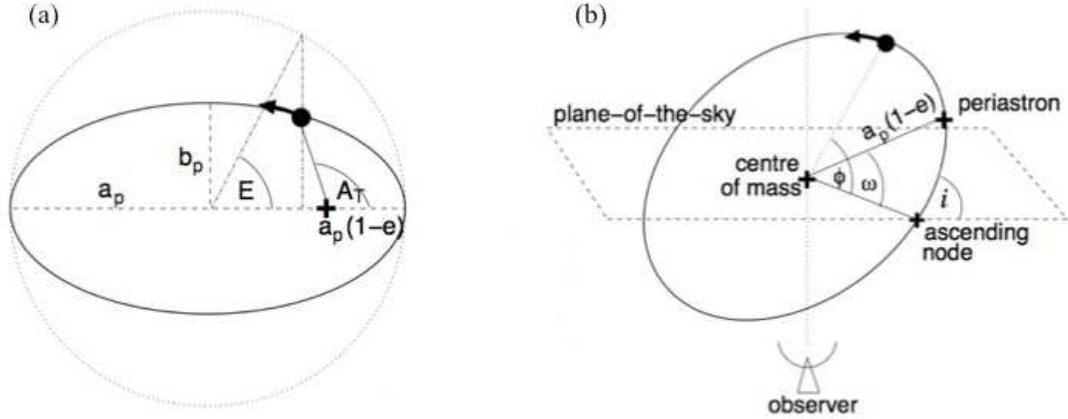 (a)
b_p
a_p
E
A_T
a_p(1-e)
(b)
plane-of-the-sky
a_p(1-e)
periastron
centre
of mass
ϕ
ω
i
ascending
node
observer